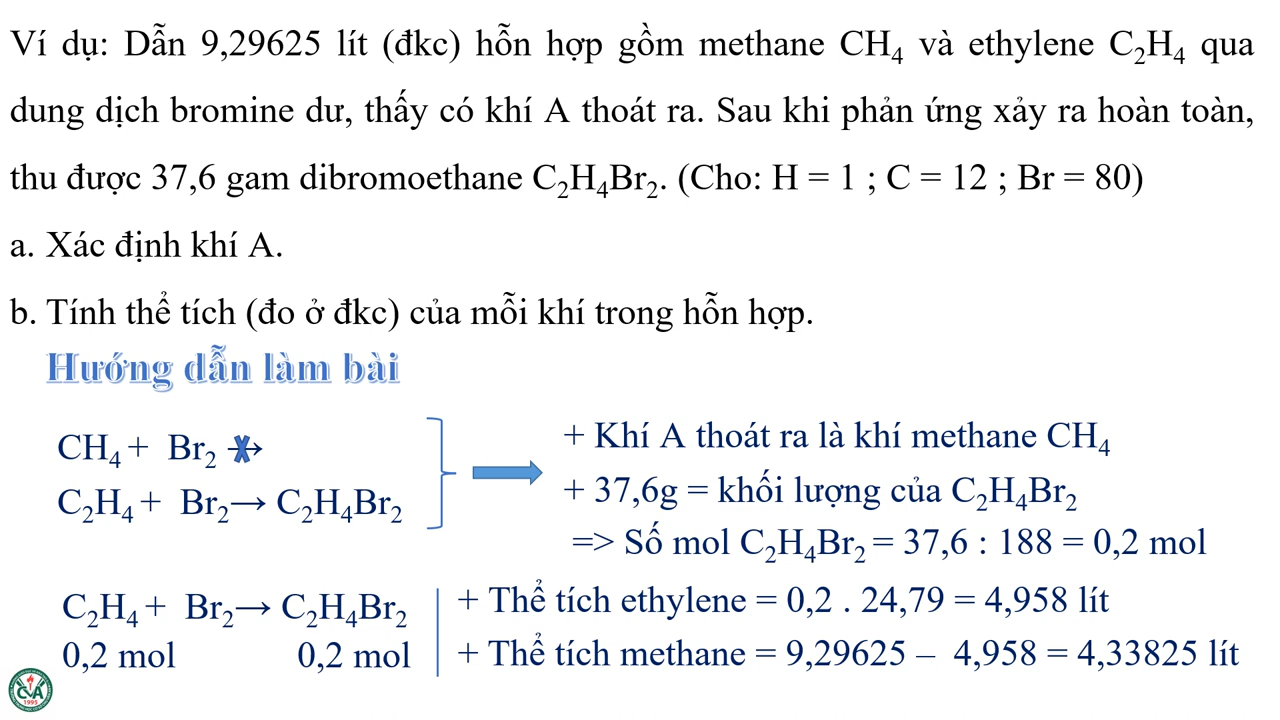 Ví dụ: Dẫn 9,29625 lít (đkc) hỗn hợp gồm methane CH₄ và ethylene C₂H₄ qua
dung dịch bromine dư, thấy có khí A thoát ra. Sau khi phản ứng xảy ra hoàn toàn,
thu được 37,6 gam dibromoethane C₂H₄Br₂. (Cho: H = 1 ; C = 12 ; Br = 80)
a. Xác định khí A.
b. Tính thể tích (đo ở đkc) của mỗi khí trong hỗn hợp.
Hướng dẫn làm bài
CH₄ + Br₂ ↛
C₂H₄ + Br₂ → C₂H₄Br₂
+ Khí A thoát ra là khí methane CH₄
+ 37,6g = khối lượng của C₂H₄Br₂
=> Số mol C₂H₄Br₂ = 37,6 : 188 = 0,2 mol
C₂H₄ + Br₂ → C₂H₄Br₂
0,2 mol 0,2 mol
+ Thể tích ethylene = 0,2 . 24,79 = 4,958 lít
+ Thể tích methane = 9,29625 – 4,958 = 4,33825 lít
CVA
1995